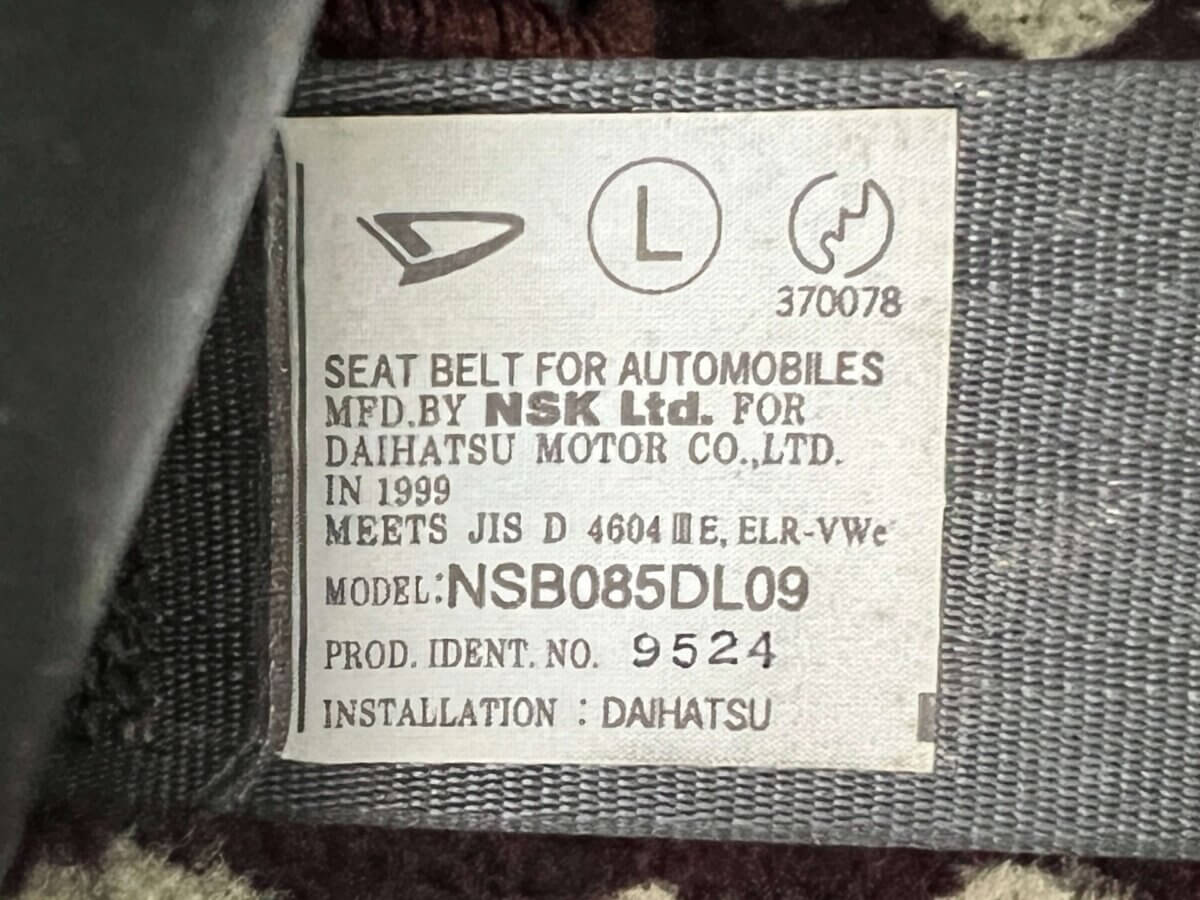 L
370078
SEAT BELT FOR AUTOMOBILES
MFD.BY NSK Ltd. FOR
DAIHATSU MOTOR CO.,LTD.
IN 1999
MEETS JIS D 4604 Ⅲ E, ELR-VWe
MODEL:NSB085DL09
PROD. IDENT. NO. 9524
INSTALLATION : DAIHATSU